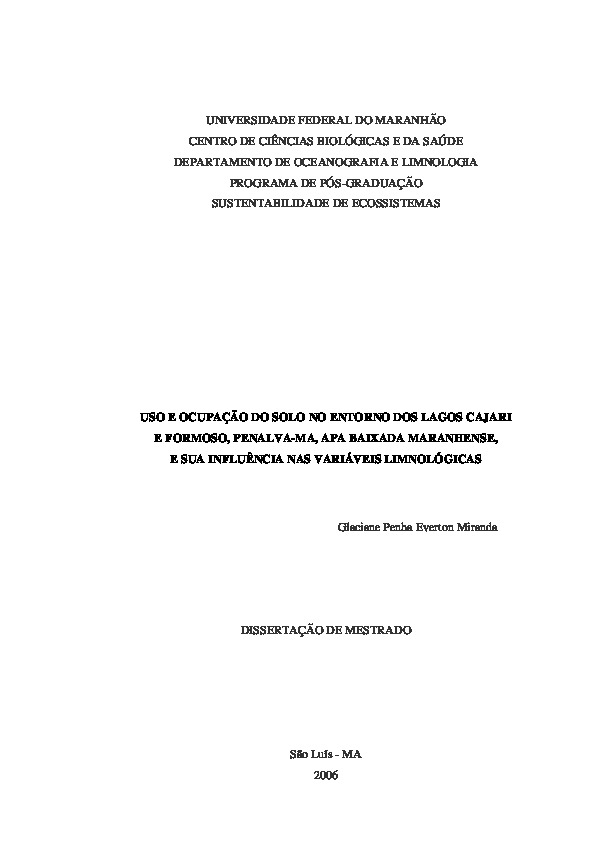 UNIVERSIDADE FEDERAL DO MARANHÃO
CENTRO DE CIÊNCIAS BIOLÓGICAS E DA SAÚDE
DEPARTAMENTO DE OCEANOGRAFIA E LIMNOLOGIA
PROGRAMA DE PÓS-GRADUAÇÃO
SUSTENTABILIDADE DE ECOSSISTEMAS
USO E OCUPAÇÃO DO SOLO NO ENTORNO DOS LAGOS CAJARI
E FORMOSO, PENALVA-MA, APA BAIXADA MARANHENSE,
E SUA INFLUÊNCIA NAS VARIÁVEIS LIMNOLÓGICAS
Glaciane Penha Everton Miranda
DISSERTAÇÃO DE MESTRADO
São Luís - MA
2006